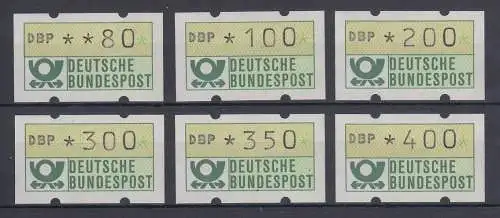 DBP **80
DEUTSCHE
BUNDESPOST
DBP *100
DEUTSCHE
BUNDESPOST
DBP *200
DEUTSCHE
BUNDESPOST
DBP *300
DEUTSCHE
BUNDESPOST
DBP *350
DEUTSCHE
BUNDESPOST
DBP *400
DEUTSCHE
BUNDESPOST